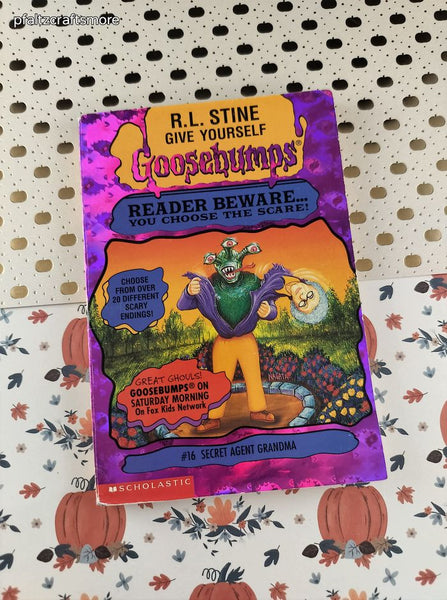 pfaltzcraftsmore
R.L. STINE
GIVE YOURSELF
Goosebumps®
READER BEWARE...
YOU CHOOSE THE SCARE!
CHOOSE
FROM OVER
20 DIFFERENT
SCARY
ENDINGS!
GREAT GHOULS!
GOOSEBUMPS® ON
SATURDAY MORNING
On Fox Kids Network
#16 SECRET AGENT GRANDMA
SCHOLASTIC